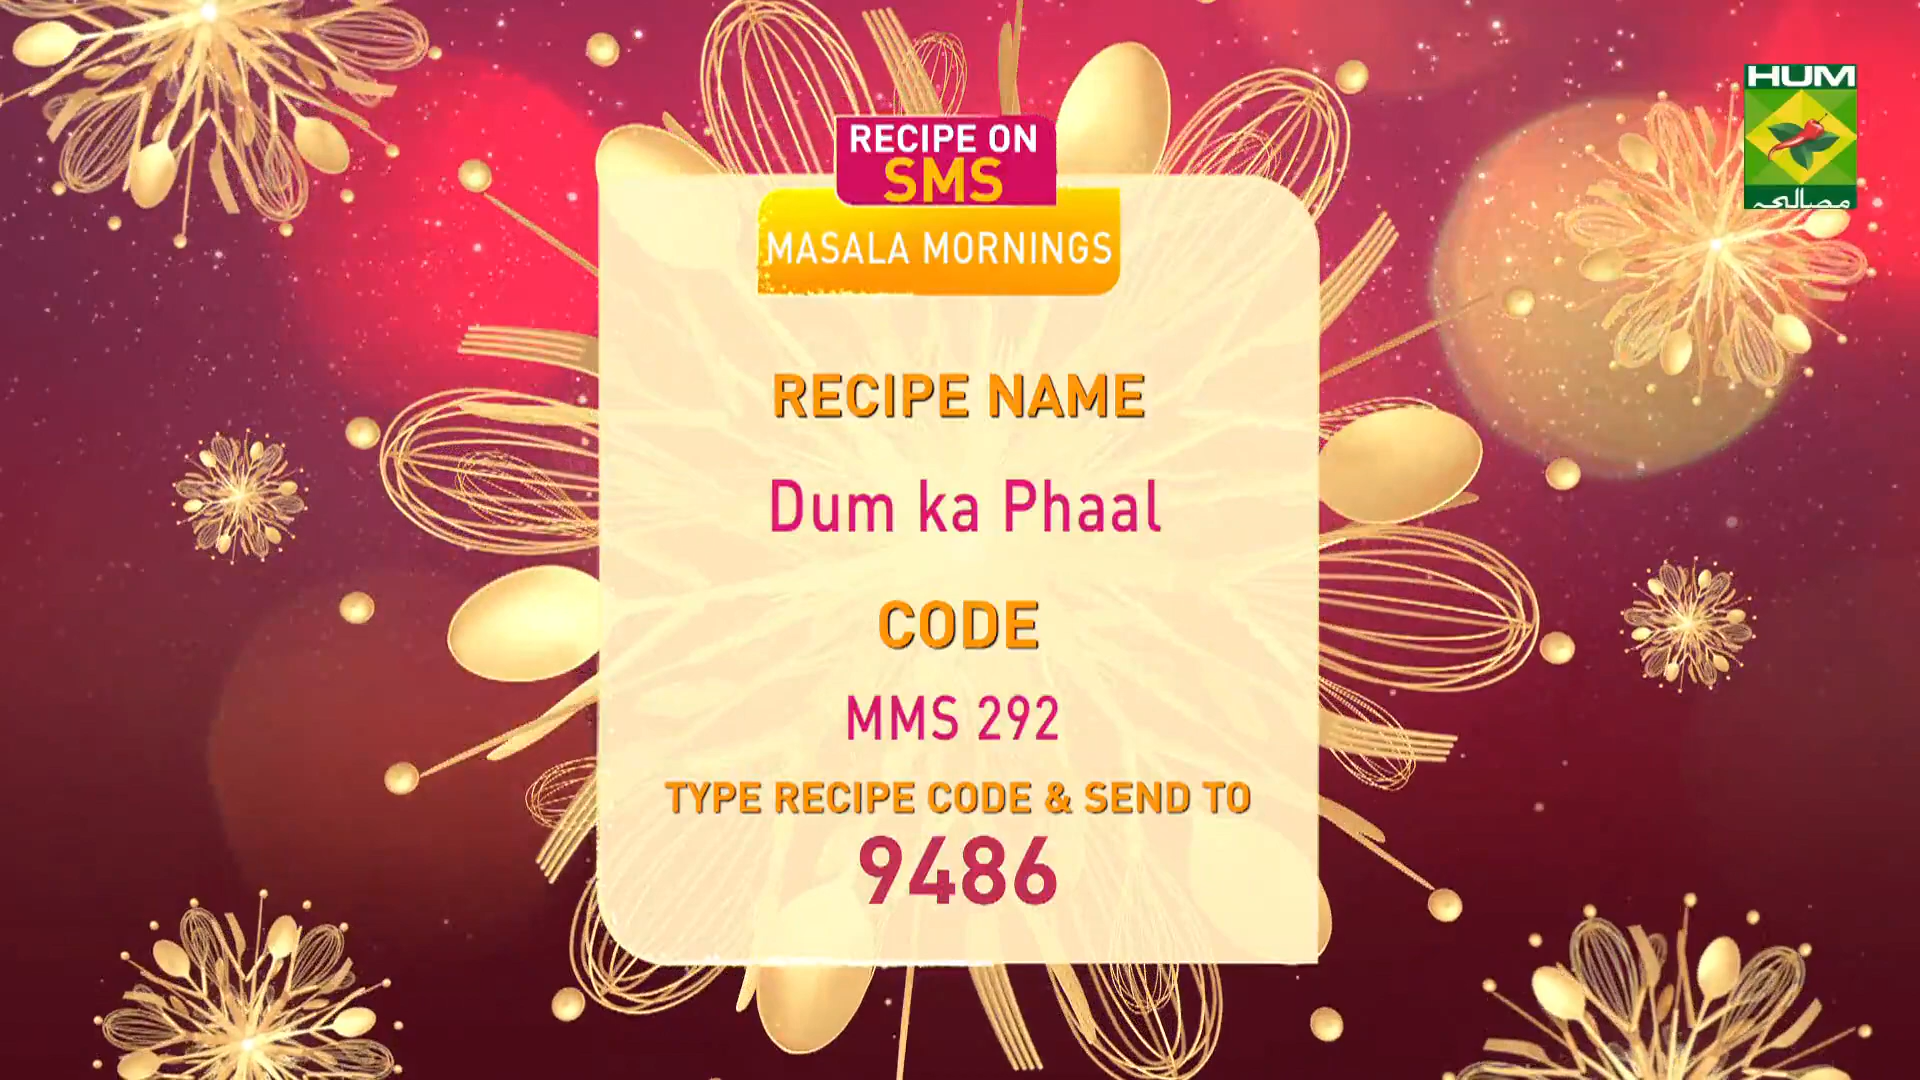 HUM
مصالحہ
RECIPE ON
SMS
MASALA MORNINGS
RECIPE NAME
Dum ka Phaal
CODE
MMS 292
TYPE RECIPE CODE & SEND TO
9486